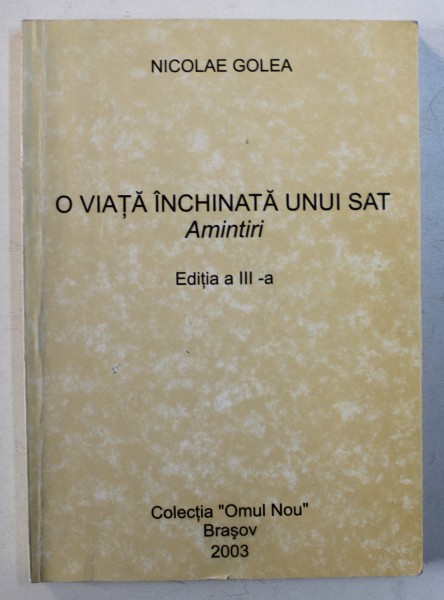 NICOLAE GOLEA
O VIAȚĂ ÎNCHINATĂ UNUI SAT
Amintiri
Ediția a III -a
Colecția "Omul Nou"
Brașov
2003